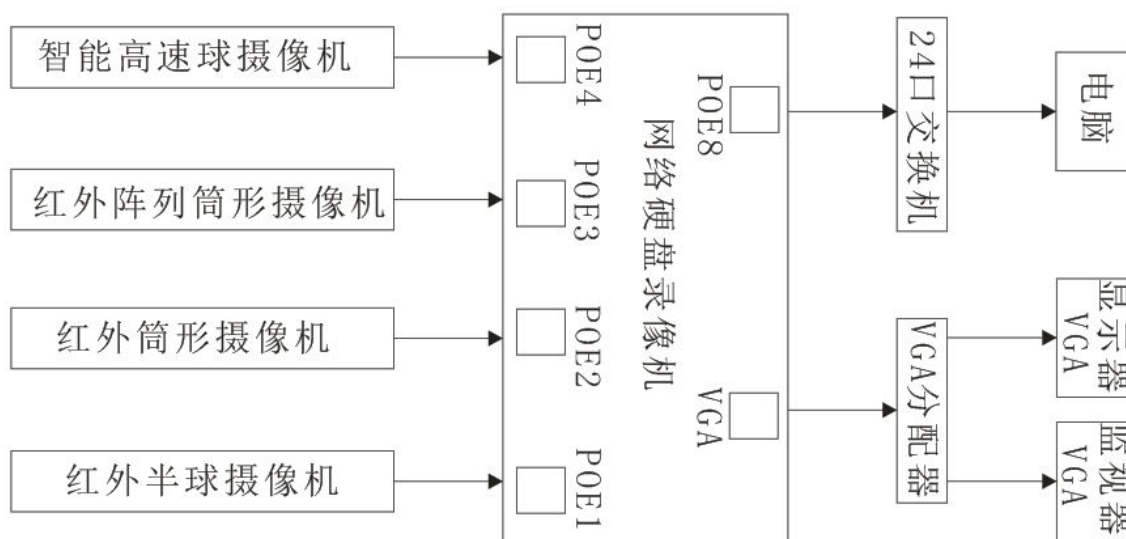 智能高速球摄像机
红外阵列筒形摄像机
红外筒形摄像机
红外半球摄像机
POE4
POE3
POE2
POE1
网络硬盘录像机
POE8
VGA
24口交换机
VGA分配器
电脑
显示器
VGA
监视器
VGA